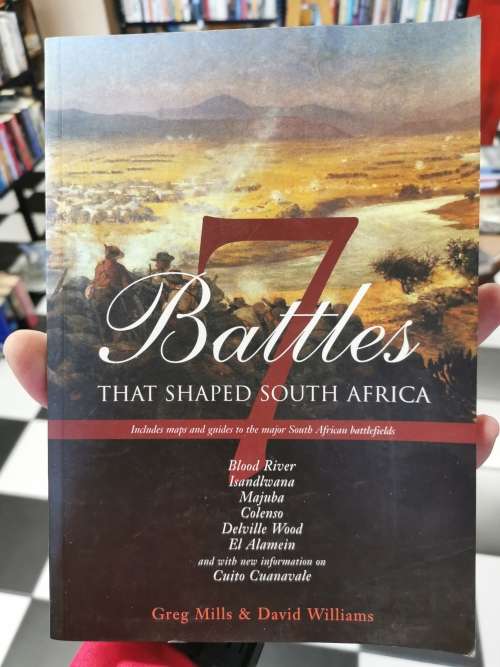 7
Battles
THAT SHAPED SOUTH AFRICA
Includes maps and guides to the major South African battlefields
Blood River
Isandlwana
Majuba
Colenso
Delville Wood
El Alamein
and with new information on
Cuito Cuanavale
Greg Mills & David Williams